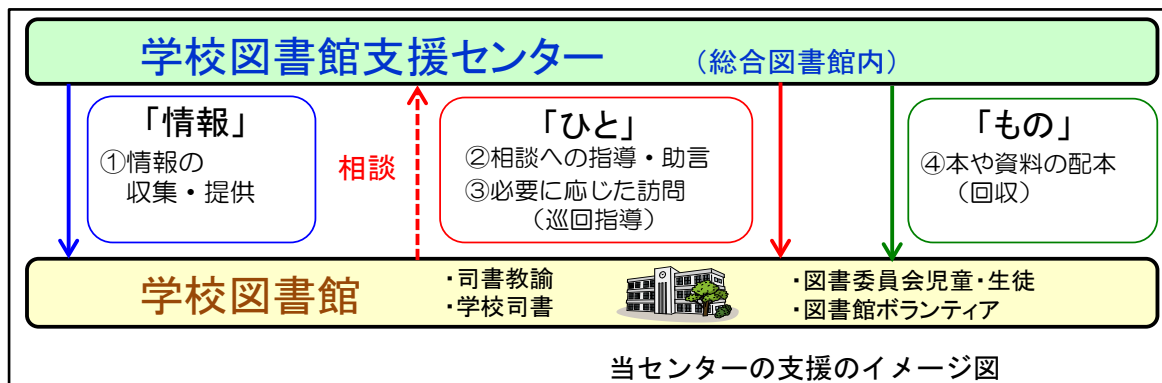 学校図書館支援センター （総合図書館内）
「情報」
①情報の
収集・提供
相談
「ひと」
②相談への指導・助言
③必要に応じた訪問
（巡回指導）
「もの」
④本や資料の配本
（回収）
学校図書館
・司書教諭
・学校司書
・図書委員会児童・生徒
・図書館ボランティア
当センターの支援のイメージ図